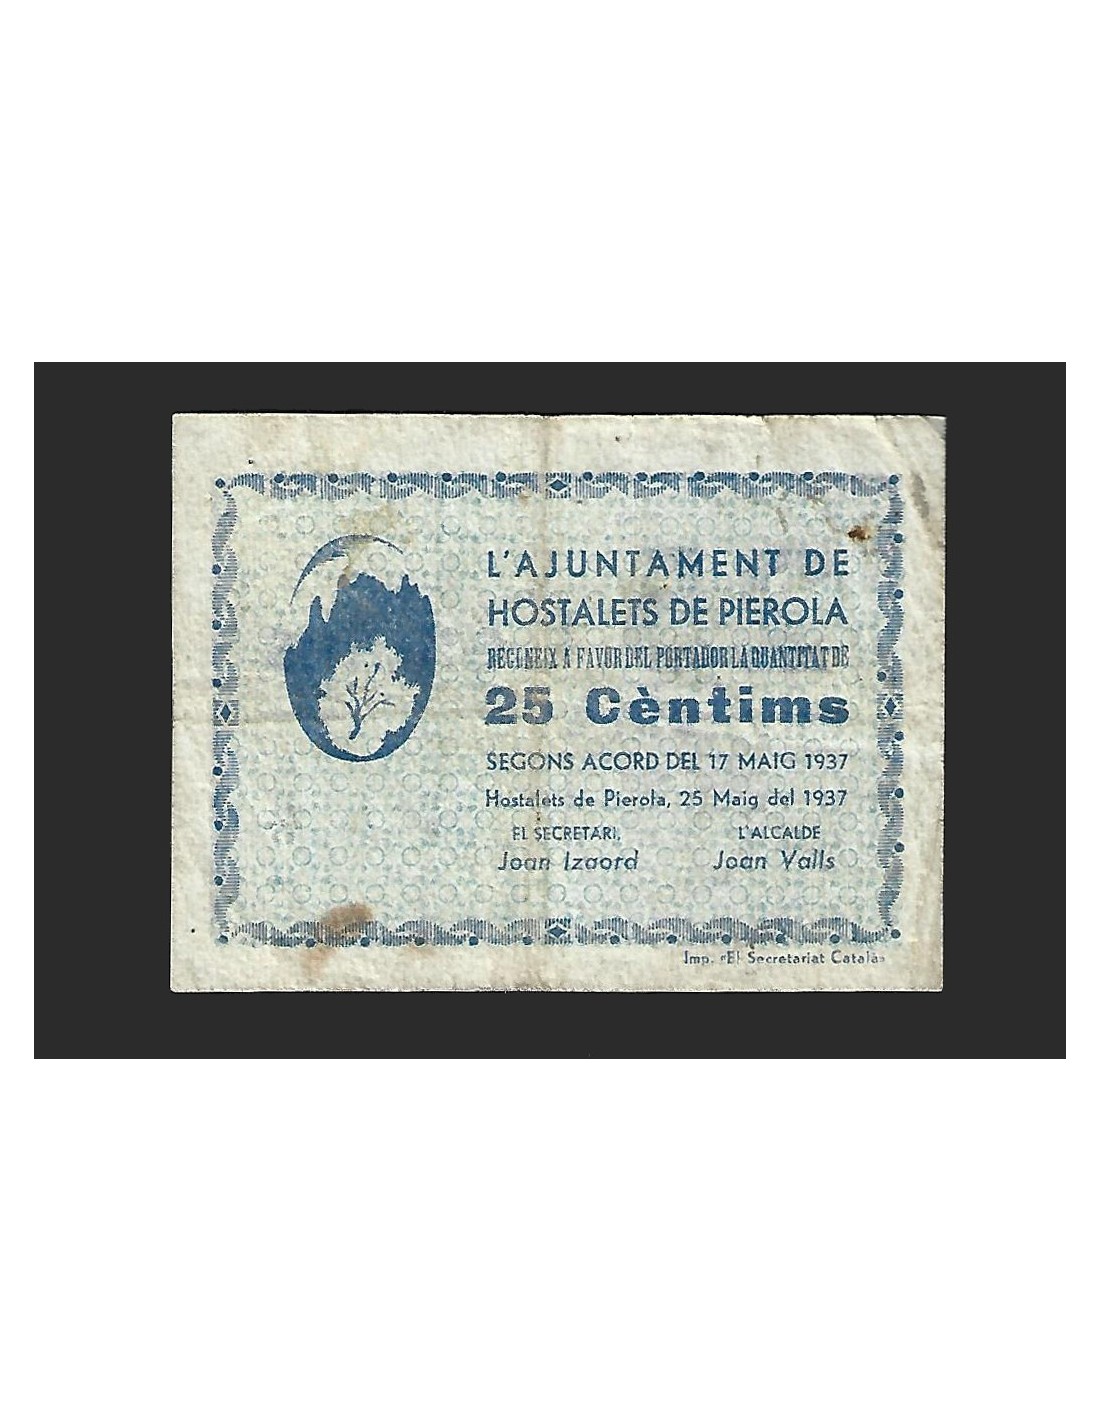 L'AJUNTAMENT DE
HOSTALETS DE PIEROLA
REGONEIX A FAVOR DEL PORTADOR LA QUANTITAT DE
25 Cèntims
SEGONS ACORD DEL 17 MAIG 1937
Hostalets de Pierola, 25 Maig del 1937
EL SECRETARI, L'ALCALDE
Joan Izaord Joan Valls
Imp. «El Secretariat Català»